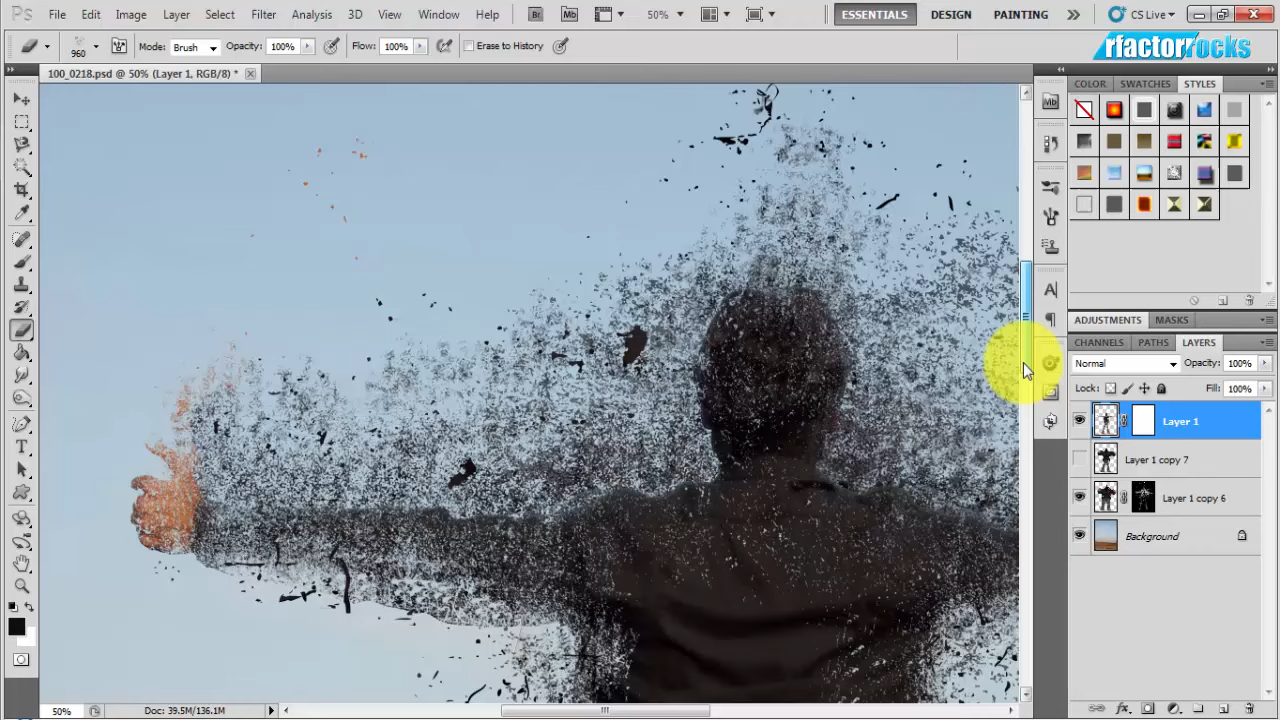 Ps File Edit Image Layer Select Filter Analysis 3D View Window Help Br Mb 50% ESSENTIALS DESIGN PAINTING CS Live
960 Mode: Brush Opacity: 100% Flow: 100% Erase to History rfactorrocks
100_0218.psd @ 50% (Layer 1, RGB/8) *
COLOR SWATCHES STYLES
Mb
ADJUSTMENTS MASKS
CHANNELS PATHS LAYERS
Normal Opacity: 100%
Lock: Fill: 100%
Layer 1
Layer 1 copy 7
Layer 1 copy 6
Background
50% Doc: 39.5M/136.1M